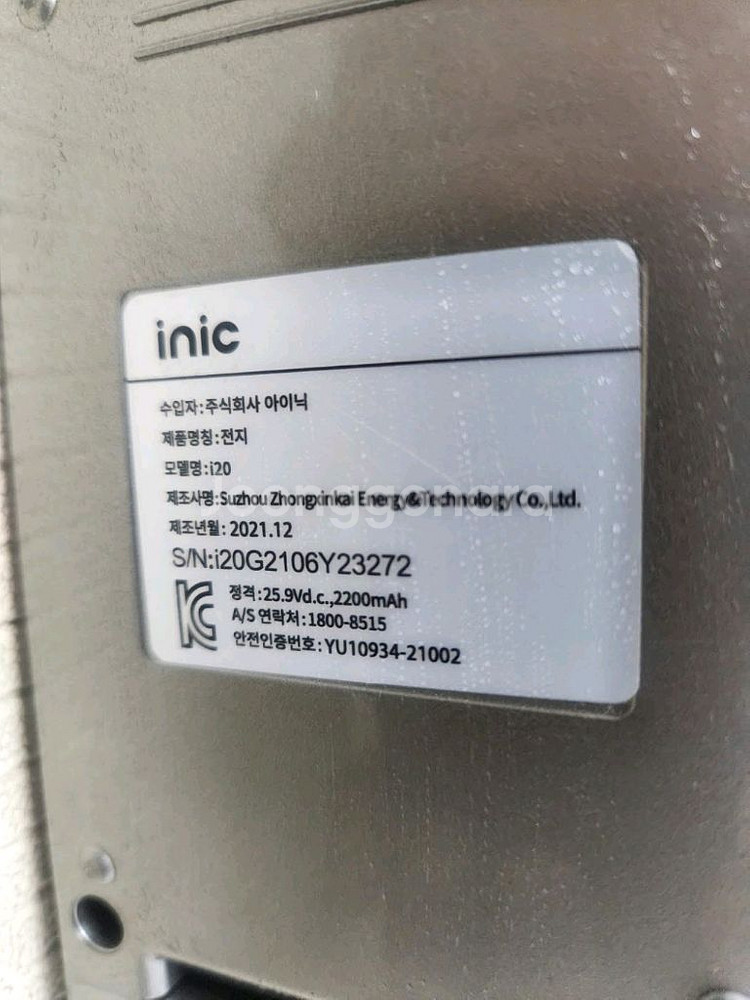 inic
수입자:주식회사 아이닉
제품명칭:전지
모델명:i20
제조사명:Suzhou Zhongxinkai Energy&Technology Co.,Ltd.
joonggonara
제조년월:2021.12
S/N:i20G2106Y23272
정격:25.9Vd.c.,2200mAh
A/S 연락처:1800-8515
안전인증번호:YU10934-21002